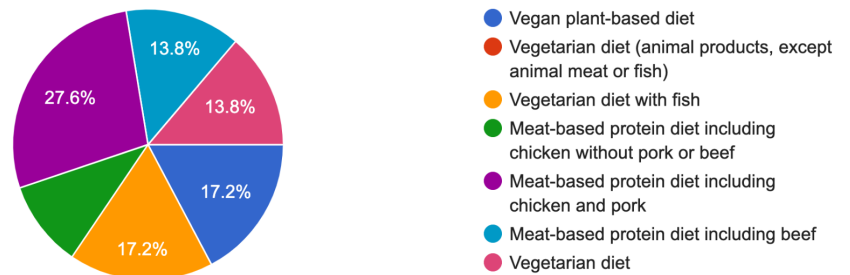 13.8%
27.6%
13.8%
17.2%
17.2%
Vegan plant-based diet
Vegetarian diet (animal products, except
animal meat or fish)
Vegetarian diet with fish
Meat-based protein diet including
chicken without pork or beef
Meat-based protein diet including
chicken and pork
Meat-based protein diet including beef
Vegetarian diet